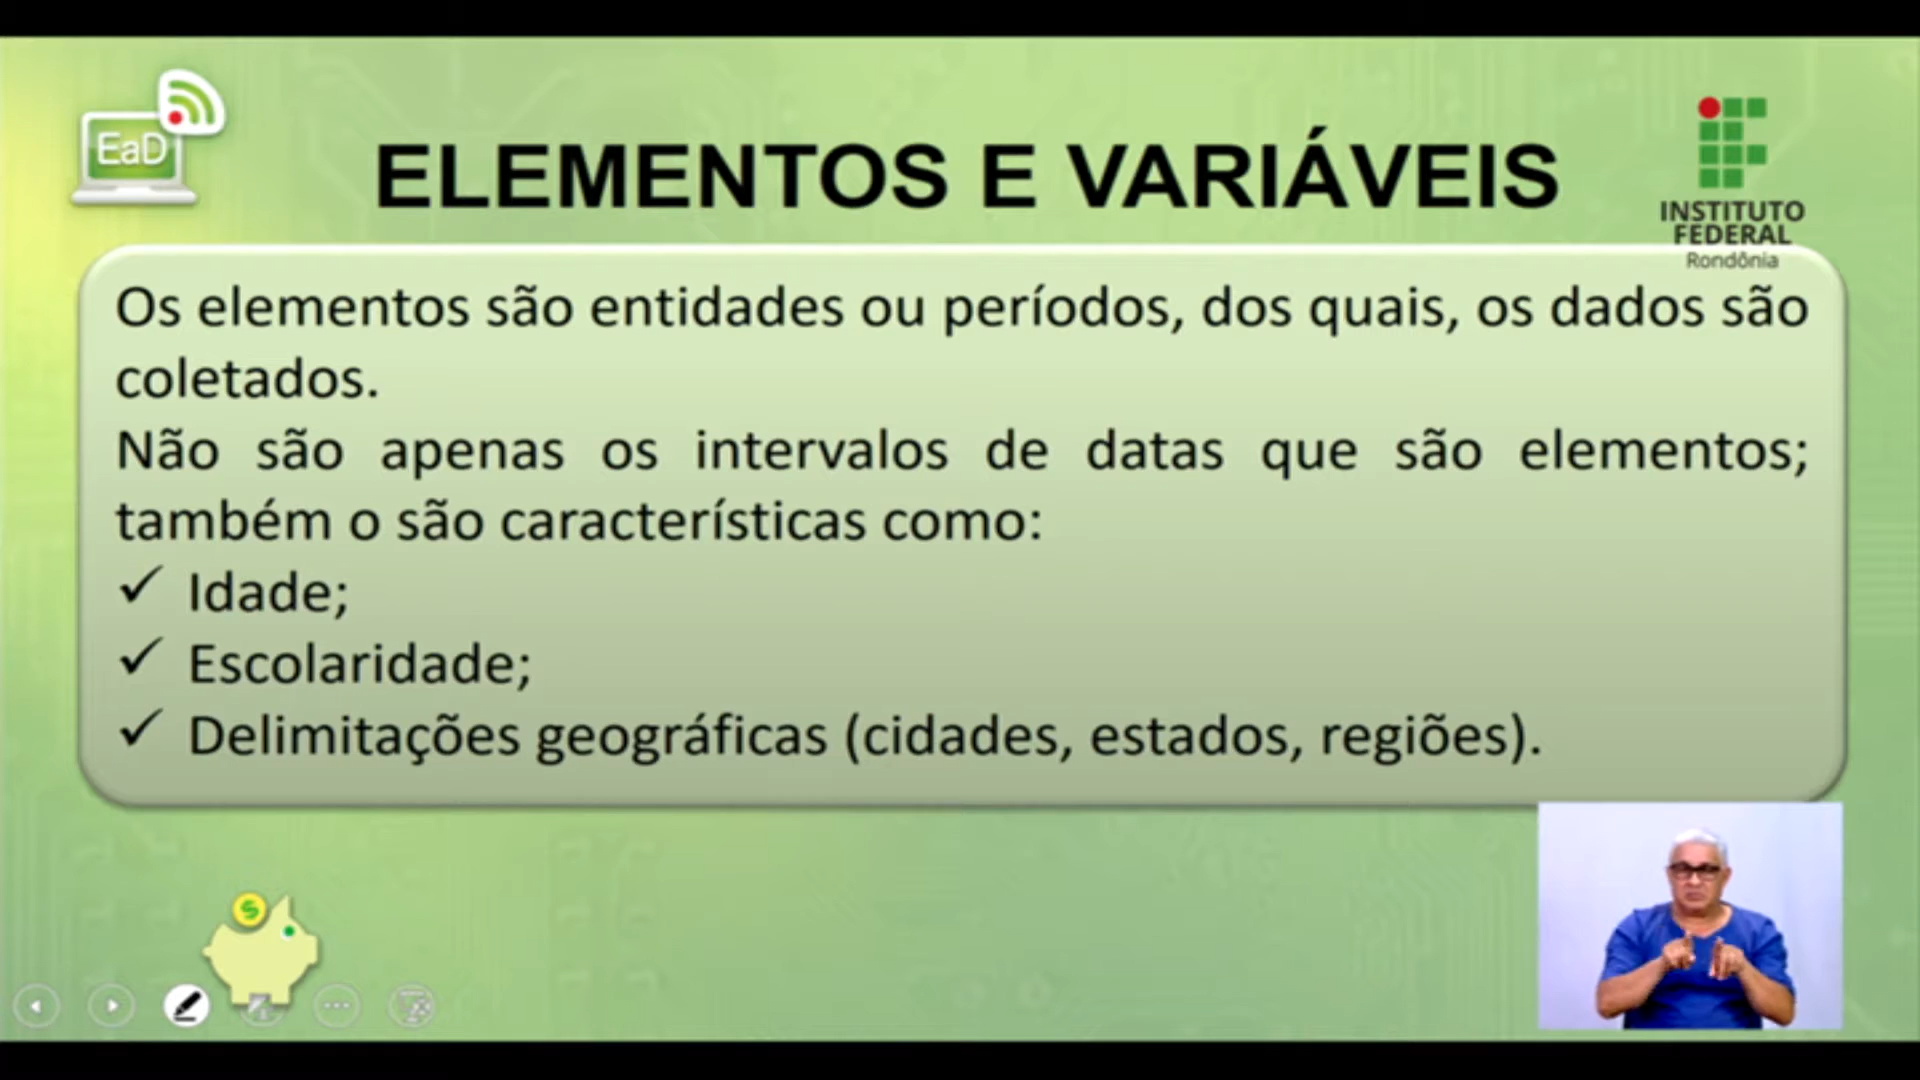 EaD
ELEMENTOS E VARIÁVEIS
INSTITUTO
FEDERAL
Rondônia
Os elementos são entidades ou períodos, dos quais, os dados são
coletados.
Não são apenas os intervalos de datas que são elementos;
também o são características como:
✓ Idade;
✓ Escolaridade;
✓ Delimitações geográficas (cidades, estados, regiões).
$